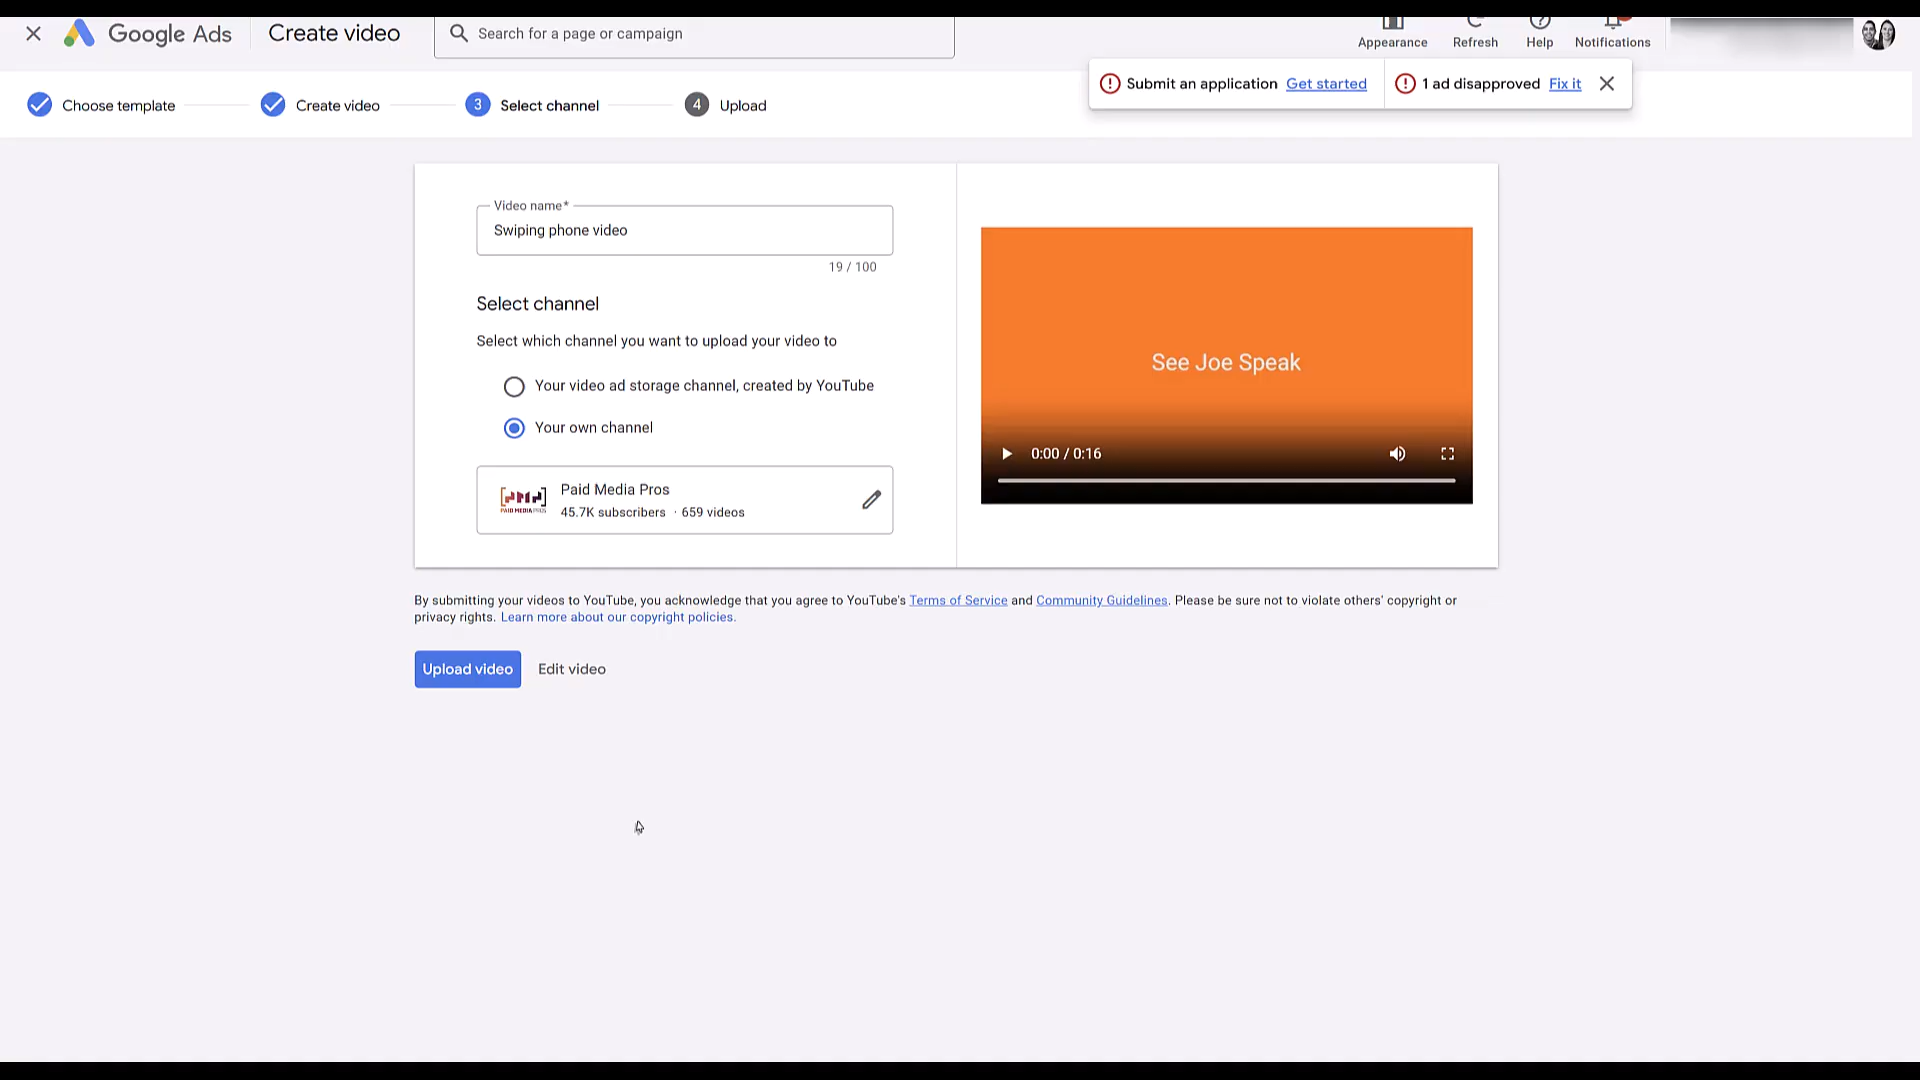 Google Ads
Create video
Search for a page or campaign
Appearance
Refresh
Help
Notifications
Submit an application Get started
1 ad disapproved Fix it
Choose template
Create video
3 Select channel
4 Upload
Video name*
Swiping phone video
19 / 100
Select channel
Select which channel you want to upload your video to
Your video ad storage channel, created by YouTube
Your own channel
PAID MEDIA PROS
Paid Media Pros
45.7K subscribers · 659 videos
See Joe Speak
0:00 / 0:16
By submitting your videos to YouTube, you acknowledge that you agree to YouTube's Terms of Service and Community Guidelines. Please be sure not to violate others' copyright or
privacy rights. Learn more about our copyright policies.
Upload video
Edit video